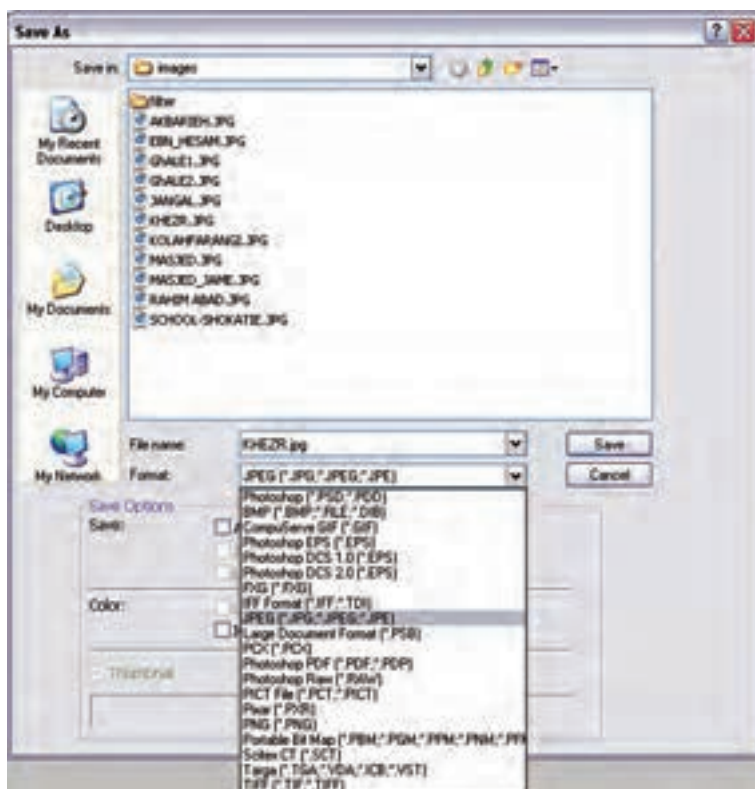 Save As
Save in: images
filter
AKBARIEH.JPG
EBN_HESAM.JPG
GhALE1.JPG
GhALE2.JPG
JANGAL.JPG
KHEZR.JPG
KOLAHFARANGI.JPG
MASJED.JPG
MASJED_JAME.JPG
RAHIM ABAD.JPG
SCHOOL-SHOKATIE.JPG
My Recent
Documents
Desktop
My Documents
My Computer
My Network
File name: KHEZR.jpg Save
Format: JPEG (*.JPG;*.JPEG;*.JPE) Cancel
Save Options
Save:
Color:
Thumbnail
Photoshop (*.PSD;*.PDD)
BMP (*.BMP;*.RLE;*.DIB)
CompuServe GIF (*.GIF)
Photoshop EPS (*.EPS)
Photoshop DCS 1.0 (*.EPS)
Photoshop DCS 2.0 (*.EPS)
FXG (*.FXG)
IFF Format (*.IFF;*.TDI)
JPEG (*.JPG;*.JPEG;*.JPE)
Large Document Format (*.PSB)
PCX (*.PCX)
Photoshop PDF (*.PDF;*.PDP)
Photoshop Raw (*.RAW)
PICT File (*.PCT;*.PICT)
Pixar (*.PXR)
PNG (*.PNG)
Portable Bit Map (*.PBM;*.PGM;*.PPM;*.PNM;*.PFM
Scitex CT (*.SCT)
Targa (*.TGA;*.VDA;*.ICB;*.VST)
TIFF (*.TIF;*.TIFF)